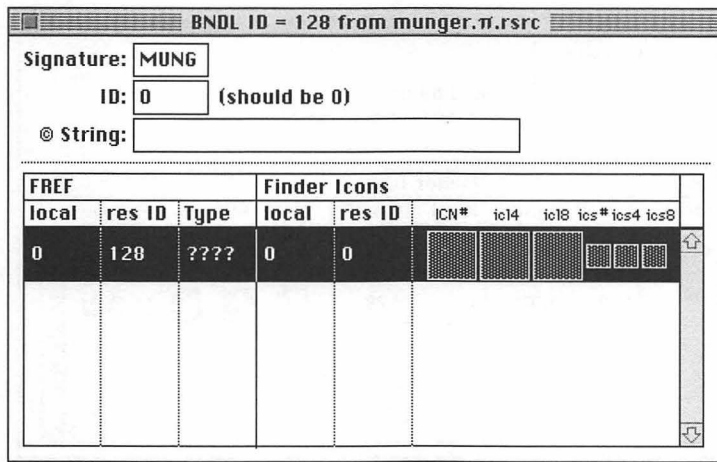 BNDL ID = 128 from munger.π.rsrc
Signature: MUNG
ID: 0 (should be 0)
© String:
FREF Finder Icons
local res ID Type local res ID ICN# icl4 icl8 ics# ics4 ics8
0 128 ???? 0 0